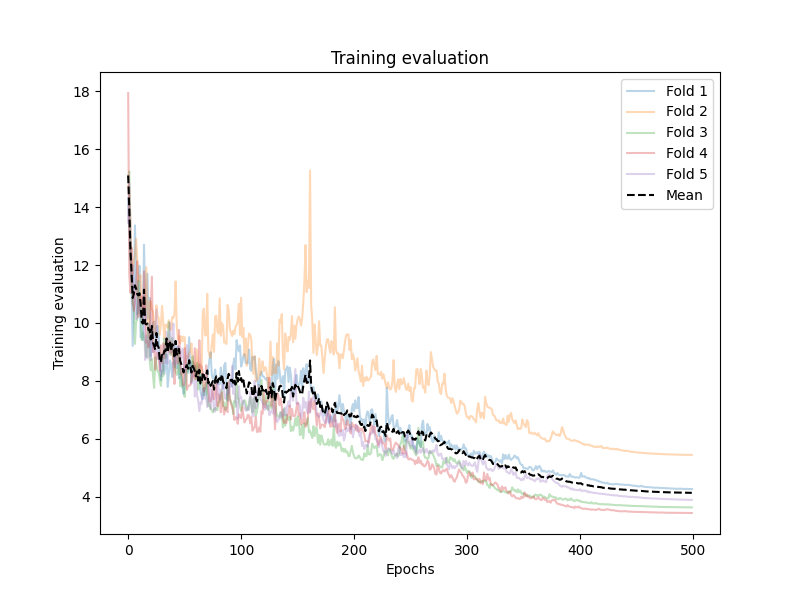 Training evaluation
18
16
14
12
10
8
6
4
Training evaluation
0
100
200
300
400
500
Epochs
Fold 1
Fold 2
Fold 3
Fold 4
Fold 5
Mean